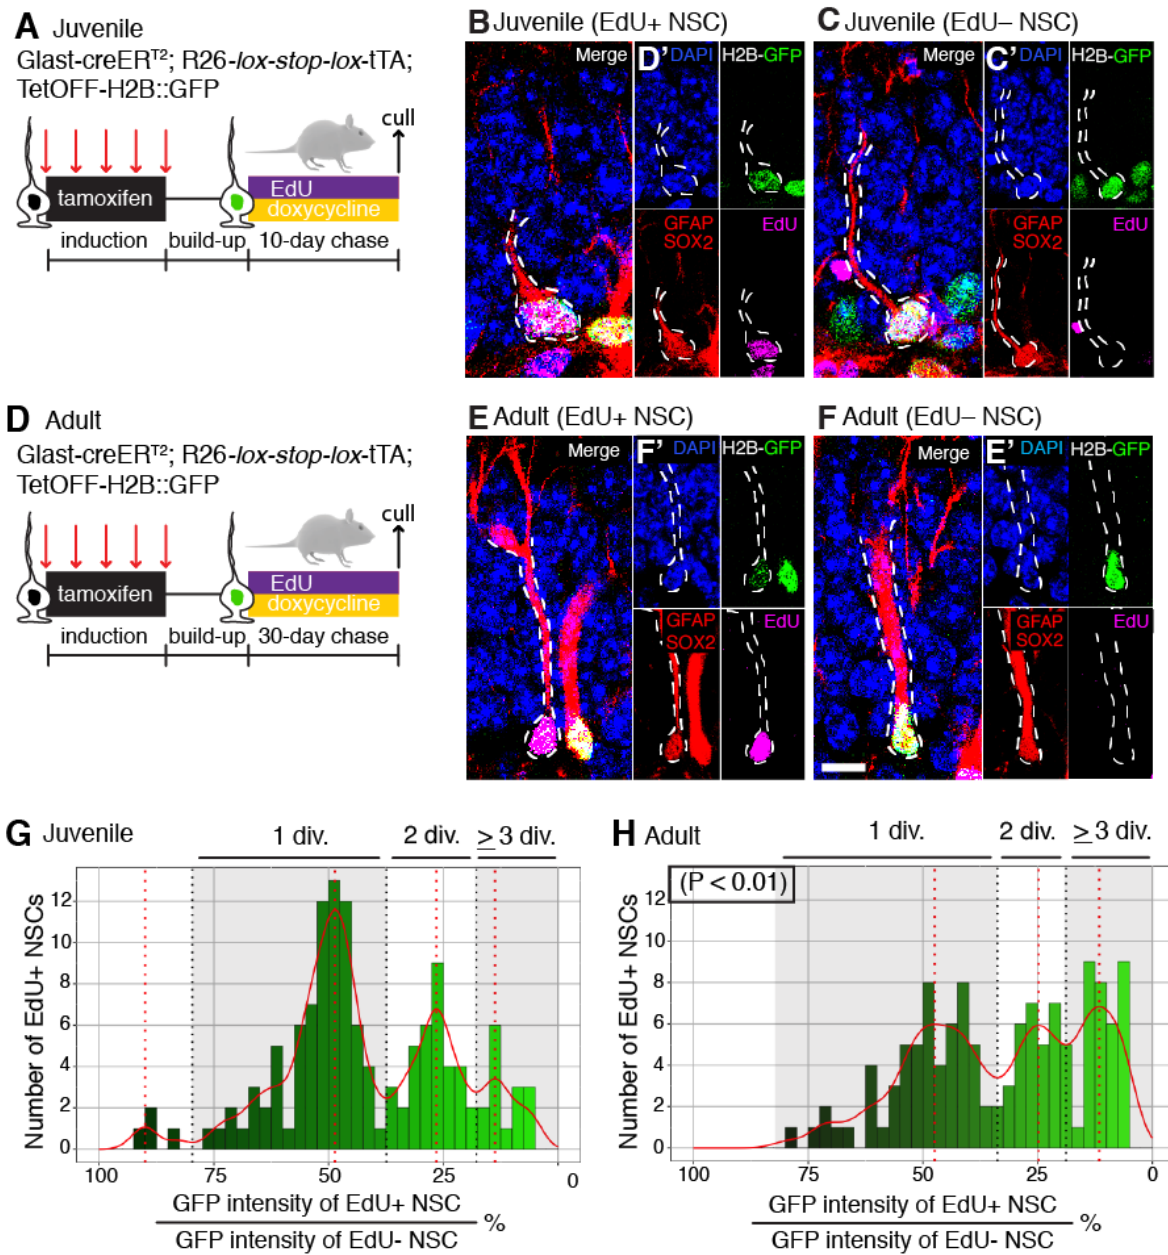 A Juvenile
Glast-creERT2; R26-lox-stop-lox-tTA;
TetOFF-H2B::GFP
cull
tamoxifen
EdU
doxycycline
induction build-up 10-day chase
B Juvenile (EdU+ NSC)
Merge
D' DAPI
H2B-GFP
GFAP
SOX2
EdU
C Juvenile (EdU– NSC)
Merge
C' DAPI
H2B-GFP
GFAP
SOX2
EdU
D Adult
Glast-creERT2; R26-lox-stop-lox-tTA;
TetOFF-H2B::GFP
cull
tamoxifen
EdU
doxycycline
induction build-up 30-day chase
E Adult (EdU+ NSC)
Merge
F' DAPI
H2B-GFP
GFAP
SOX2
EdU
F Adult (EdU– NSC)
Merge
E' DAPI
H2B-GFP
GFAP
SOX2
EdU
G Juvenile
1 div. 2 div. ≥ 3 div.
Number of EdU+ NSCs
12
10
8
6
4
2
0
100 75 50 25 0
GFP intensity of EdU+ NSC
GFP intensity of EdU- NSC
%
H Adult
1 div. 2 div. ≥ 3 div.
(P < 0.01)
Number of EdU+ NSCs
12
10
8
6
4
2
0
100 75 50 25 0
GFP intensity of EdU+ NSC
GFP intensity of EdU- NSC
%